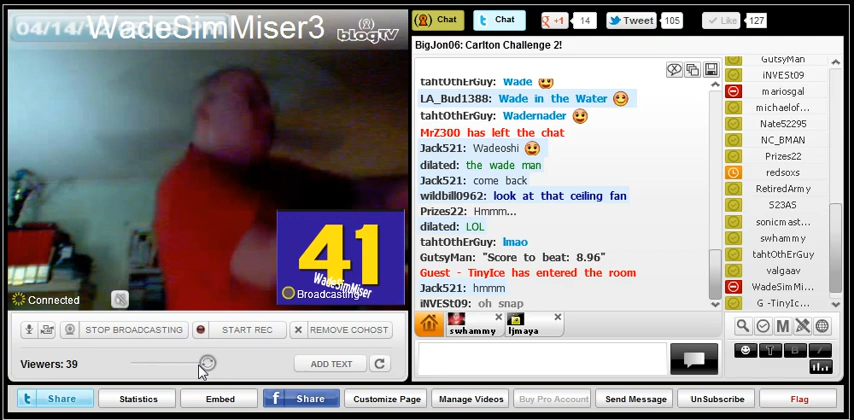 04/14/12
WadeSimMiser3
blogTV
41
WadeSimMiser
Broadcasting
Connected
STOP BROADCASTING
START REC
REMOVE COHOST
Viewers: 39
ADD TEXT
Chat
Chat
+1
14
Tweet
105
Like
127
BigJon06: Carlton Challenge 2!
tahtOthErGuy: Wade
LA_Bud1388: Wade in the Water
tahtOthErGuy: Wadernader
MrZ300 has left the chat
Jack521: Wadeoshi
dilated: the wade man
Jack521: come back
wildbill0962: look at that ceiling fan
Prizes22: Hmmm...
dilated: LOL
tahtOthErGuy: lmao
GutsyMan: "Score to beat: 8.96"
Guest - TinyIce has entered the room
Jack521: hmmm
iNVESt09: oh snap
swhammy
ljmaya
GutsyMan
iNVESt09
mariosgal
michaelof...
Nate52295
NC_BMAN
Prizes22
redsoxs
RetiredArmy
S23AS
sonicmast...
swhammy
tahtOthErGuy
valgaav
WadeSimMi...
G -TinyIc...
M
T
B
I
Share
Statistics
Embed
Share
Customize Page
Manage Videos
Buy Pro Account
Send Message
UnSubscribe
Flag